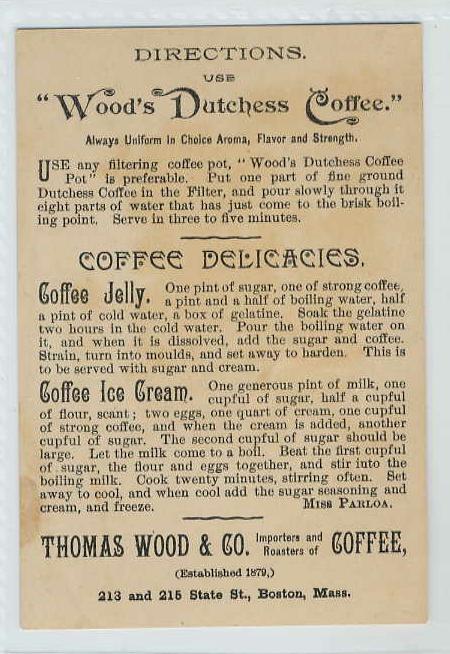 DIRECTIONS.
USE
"Wood's Dutchess Coffee."
Always Uniform in Choice Aroma, Flavor and Strength.
USE any filtering coffee pot, "Wood's Dutchess Coffee
Pot" is preferable. Put one part of fine ground
Dutchess Coffee in the Filter, and pour slowly through it
eight parts of water that has just come to the brisk boil-
ing point. Serve in three to five minutes.
COFFEE DELICACIES.
Coffee Jelly. One pint of sugar, one of strong coffee,
a pint and a half of boiling water, half
a pint of cold water, a box of gelatine. Soak the gelatine
two hours in the cold water. Pour the boiling water on
it, and when it is dissolved, add the sugar and coffee.
Strain, turn into moulds, and set away to harden. This is
to be served with sugar and cream.
Coffee Ice Cream. One generous pint of milk, one
cupful of sugar, half a cupful
of flour, scant; two eggs, one quart of cream, one cupful
of strong coffee, and when the cream is added, another
cupful of sugar. The second cupful of sugar should be
large. Let the milk come to a boil. Beat the first cupful
of sugar, the flour and eggs together, and stir into the
boiling milk. Cook twenty minutes, stirring often. Set
away to cool, and when cool add the sugar seasoning and
cream, and freeze. MISS PARLOA.
THOMAS WOOD & CO. Importers and Roasters of COFFEE,
(Established 1879,)
213 and 215 State St., Boston, Mass.